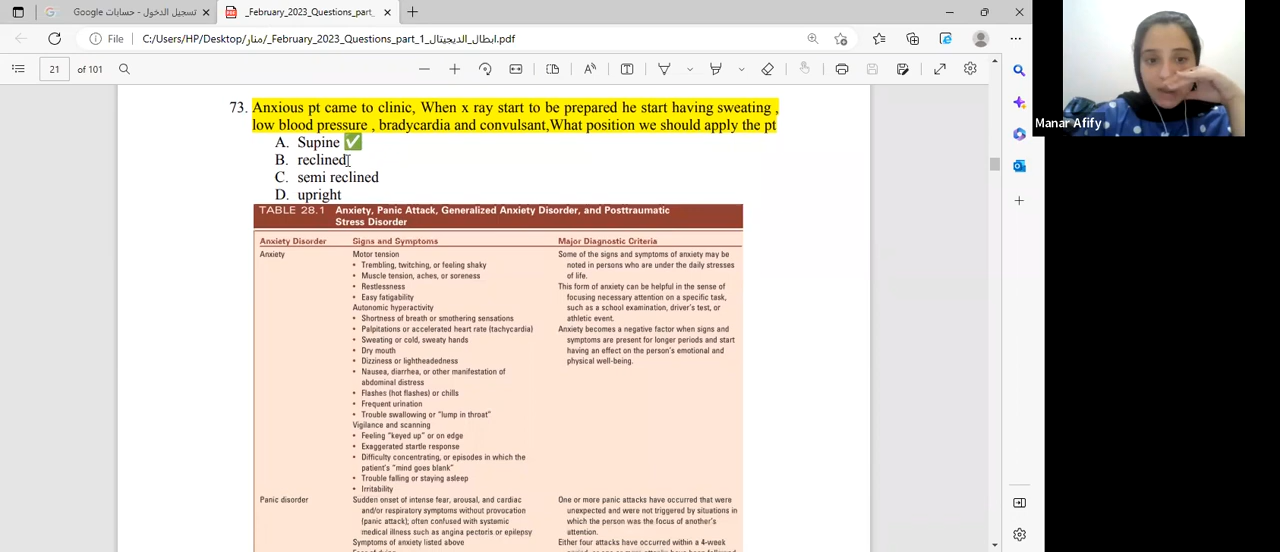 تسجيل الدخول - حسابات Google
_February_2023_Questions_part_
File
C:/Users/HP/Desktop/منار/_February_2023_Questions_part_1_ابطال_الديجيتال.pdf
21 of 101
Manar Afify
73. Anxious pt came to clinic, When x ray start to be prepared he start having sweating ,
low blood pressure , bradycardia and convulsant,What position we should apply the pt
A. Supine ✅
B. reclined
C. semi reclined
D. upright
TABLE 28.1 Anxiety, Panic Attack, Generalized Anxiety Disorder, and Posttraumatic
Stress Disorder
Anxiety Disorder Signs and Symptoms Major Diagnostic Criteria
Anxiety
Motor tension
• Trembling, twitching, or feeling shaky
• Muscle tension, aches, or soreness
• Restlessness
• Easy fatigability
Autonomic hyperactivity
• Shortness of breath or smothering sensations
• Palpitations or accelerated heart rate (tachycardia)
• Sweating or cold, sweaty hands
• Dry mouth
• Dizziness or lightheadedness
• Nausea, diarrhea, or other manifestation of
abdominal distress
• Flashes (hot flashes) or chills
• Frequent urination
• Trouble swallowing or “lump in throat”
Vigilance and scanning
• Feeling “keyed up” or on edge
• Exaggerated startle response
• Difficulty concentrating, or episodes in which the
patient’s “mind goes blank”
• Trouble falling or staying asleep
• Irritability
Some of the signs and symptoms of anxiety may be
noted in persons who are under the daily stresses
of life.
This form of anxiety can be helpful in the sense of
focusing necessary attention on a specific task,
such as a school examination, driver’s test, or
athletic event.
Anxiety becomes a negative factor when signs and
symptoms are present for longer periods and start
having an effect on the person’s emotional and
physical well-being.
Panic disorder
Sudden onset of intense fear, arousal, and cardiac
and/or respiratory symptoms without provocation
(panic attack); often confused with systemic
medical illness such as angina pectoris or epilepsy
Symptoms of anxiety listed above
One or more panic attacks have occurred that were
unexpected and were not triggered by situations in
which the person was the focus of another’s
attention.
Either four attacks have occurred within a 4-week